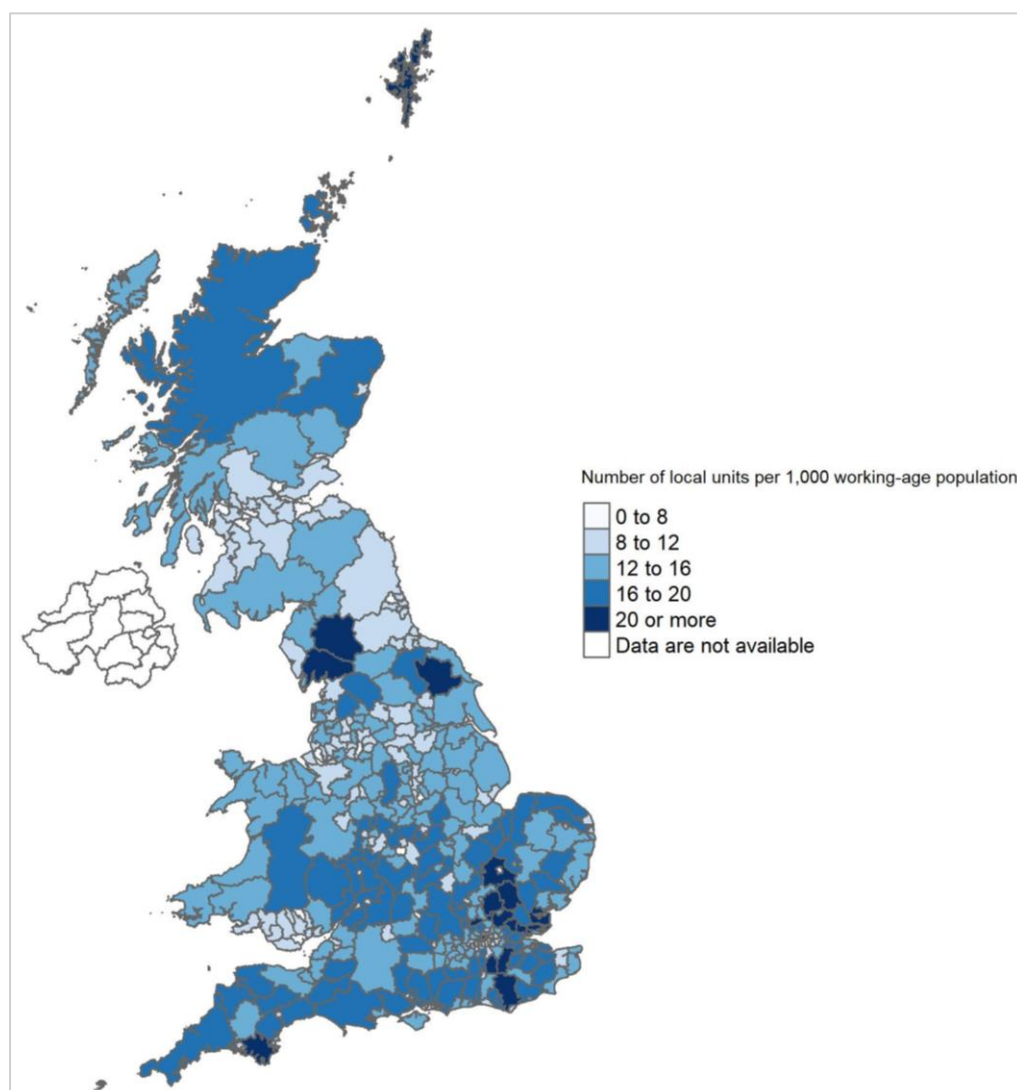 Number of local units per 1,000 working-age population
0 to 8
8 to 12
12 to 16
16 to 20
20 or more
Data are not available